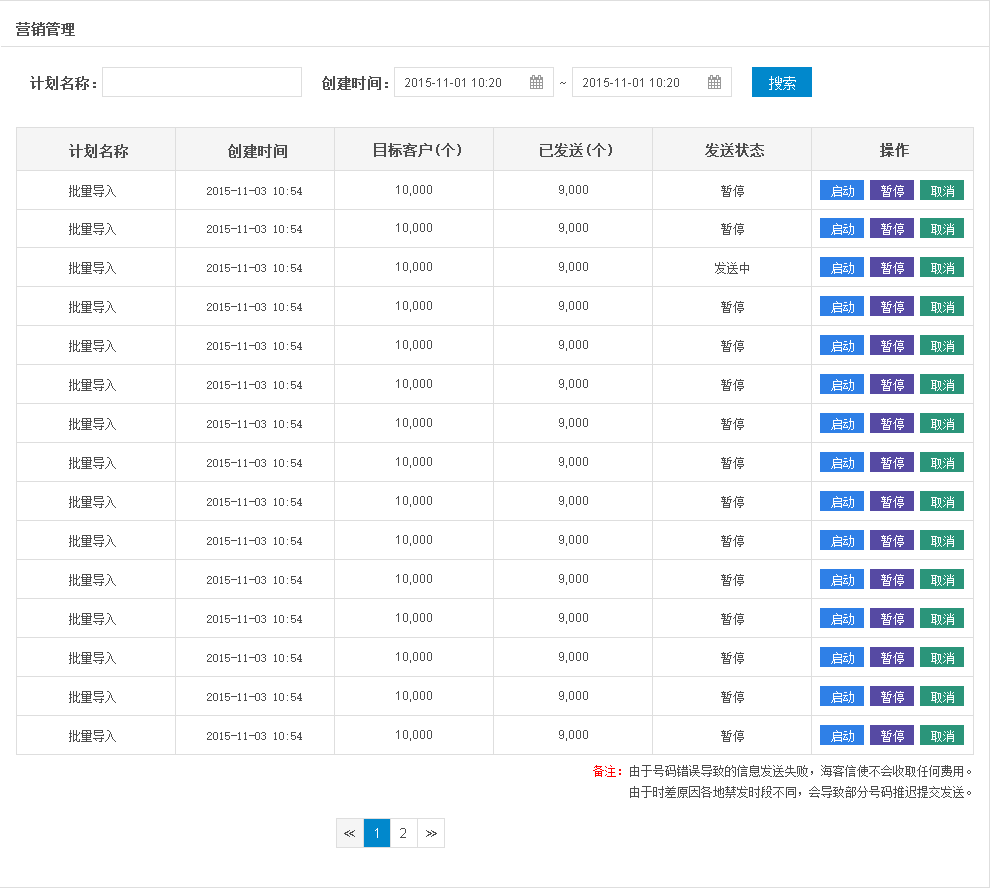 营销管理
计划名称： 创建时间： 2015-11-01 10:20 ~ 2015-11-01 10:20 搜索
计划名称 创建时间 目标客户(个) 已发送(个) 发送状态 操作
批量导入 2015-11-03 10:54 10,000 9,000 暂停 启动 暂停 取消
批量导入 2015-11-03 10:54 10,000 9,000 暂停 启动 暂停 取消
批量导入 2015-11-03 10:54 10,000 9,000 发送中 启动 暂停 取消
批量导入 2015-11-03 10:54 10,000 9,000 暂停 启动 暂停 取消
批量导入 2015-11-03 10:54 10,000 9,000 暂停 启动 暂停 取消
批量导入 2015-11-03 10:54 10,000 9,000 暂停 启动 暂停 取消
批量导入 2015-11-03 10:54 10,000 9,000 暂停 启动 暂停 取消
批量导入 2015-11-03 10:54 10,000 9,000 暂停 启动 暂停 取消
批量导入 2015-11-03 10:54 10,000 9,000 暂停 启动 暂停 取消
批量导入 2015-11-03 10:54 10,000 9,000 暂停 启动 暂停 取消
批量导入 2015-11-03 10:54 10,000 9,000 暂停 启动 暂停 取消
批量导入 2015-11-03 10:54 10,000 9,000 暂停 启动 暂停 取消
批量导入 2015-11-03 10:54 10,000 9,000 暂停 启动 暂停 取消
批量导入 2015-11-03 10:54 10,000 9,000 暂停 启动 暂停 取消
批量导入 2015-11-03 10:54 10,000 9,000 暂停 启动 暂停 取消
备注：由于号码错误导致的信息发送失败，海客信使不会收取任何费用。
由于时差原因各地禁发时段不同，会导致部分号码推迟提交发送。
≪ 1 2 ≫